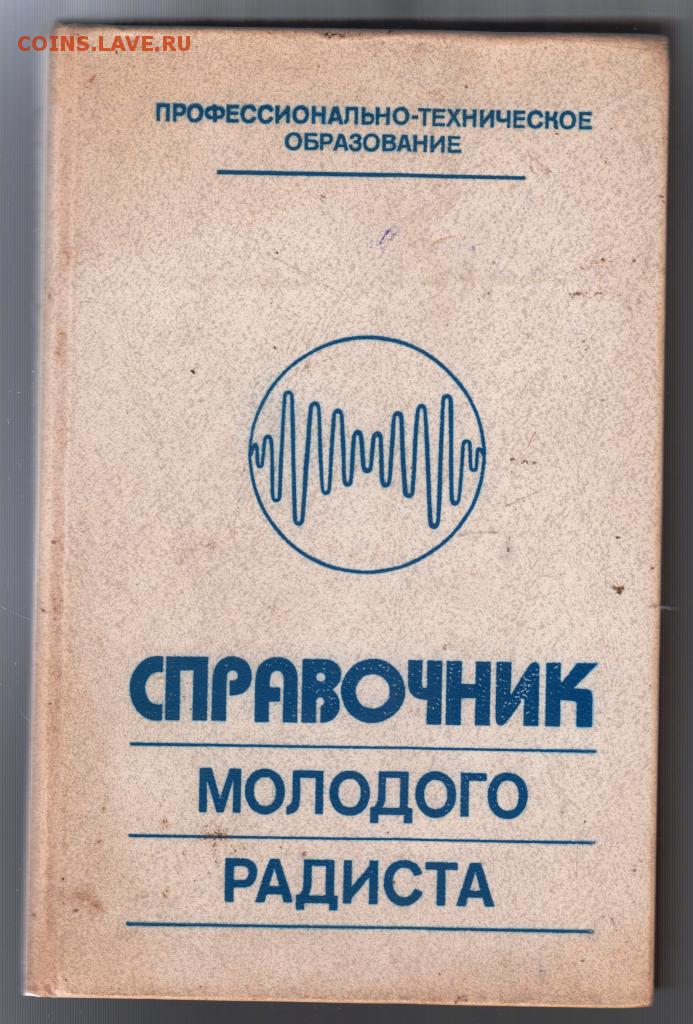 COINS.LAVE.RU
ПРОФЕССИОНАЛЬНО-ТЕХНИЧЕСКОЕ
ОБРАЗОВАНИЕ
СПРАВОЧНИК
МОЛОДОГО
РАДИСТА